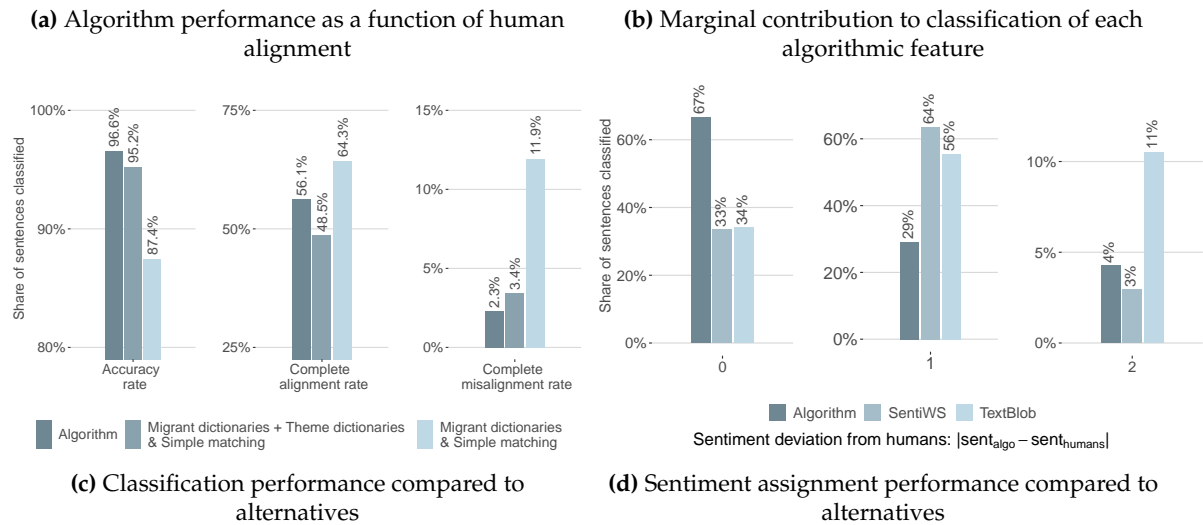 (a) Algorithm performance as a function of human
alignment
(b) Marginal contribution to classification of each
algorithmic feature
Share of sentences classified
100%
90%
80%
96.6%
95.2%
87.4%
Accuracy
rate
75%
50%
25%
56.1%
48.5%
64.3%
Complete
alignment rate
15%
10%
5%
0%
2.3%
3.4%
11.9%
Complete
misalignment rate
Algorithm
Migrant dictionaries + Theme dictionaries
& Simple matching
Migrant dictionaries
& Simple matching
Share of sentences classified
60%
40%
20%
0%
67%
33%
34%
0
60%
40%
20%
0%
29%
64%
56%
1
10%
5%
0%
4%
3%
11%
2
Algorithm
SentiWS
TextBlob
Sentiment deviation from humans: |sentalgo − senthumans|
(c) Classification performance compared to
alternatives
(d) Sentiment assignment performance compared to
alternatives